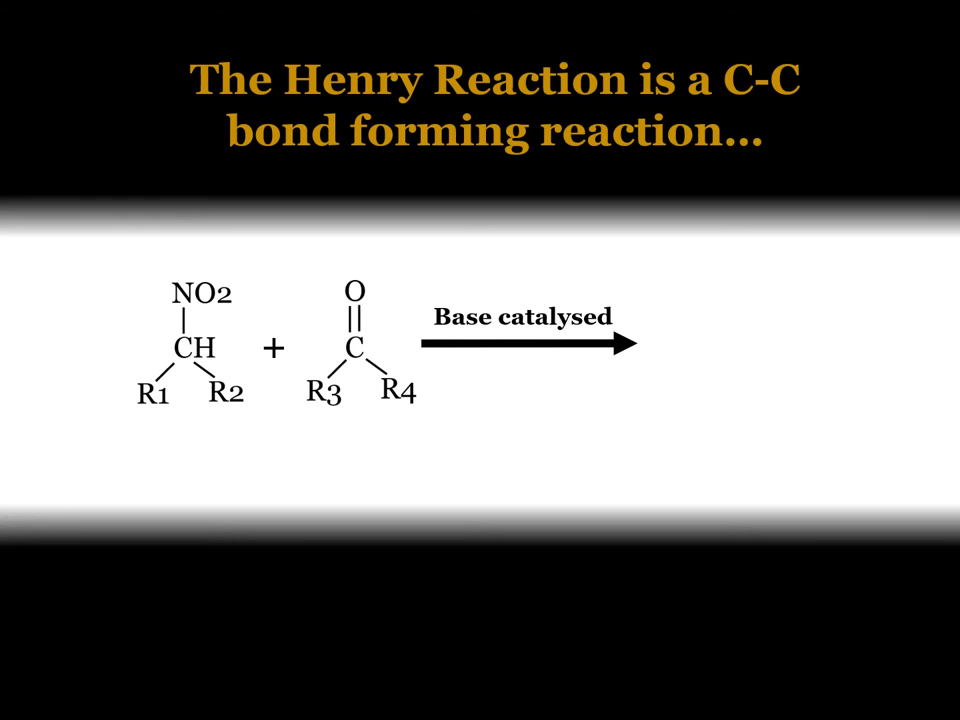 The Henry Reaction is a C-C
bond forming reaction...
NO2
CH
R1
R2
+
O
C
R3
R4
Base catalysed